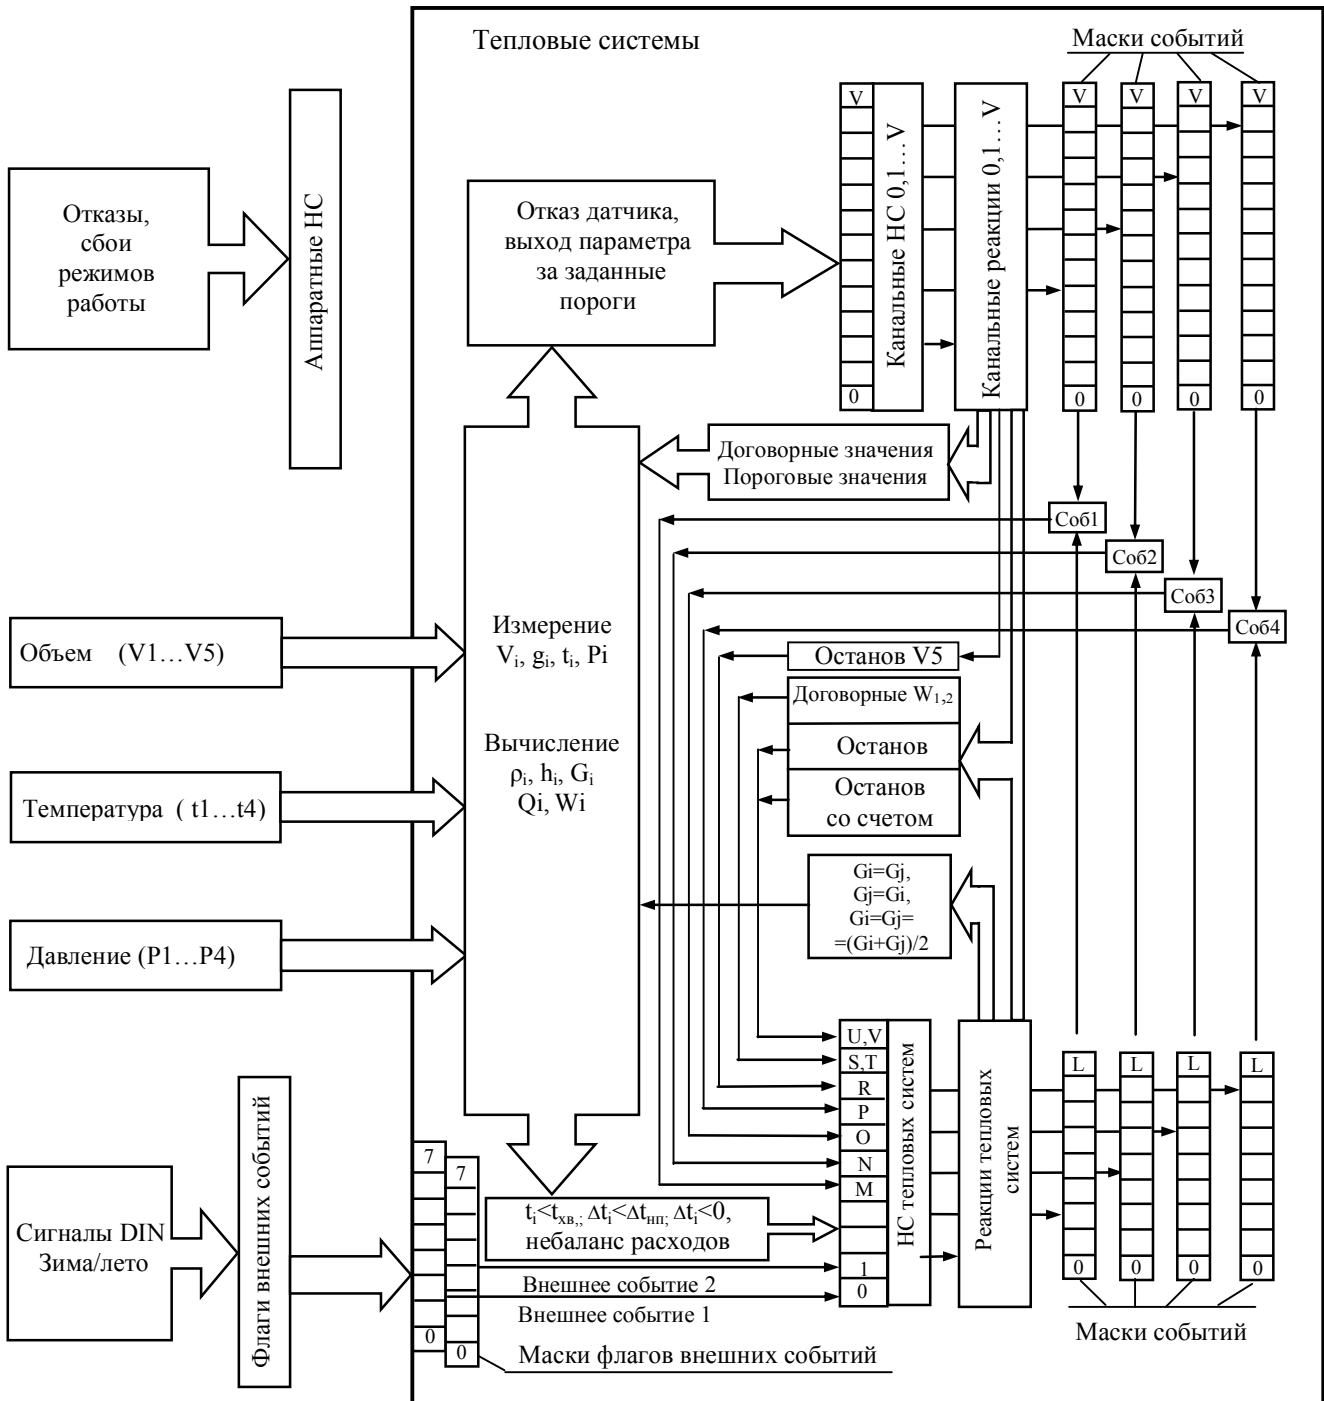 Тепловые системы
Маски событий
V
V
V
V
V
Отказы,
сбои
режимов
работы
Аппаратные НС
Отказ датчика,
выход параметра
за заданные
пороги
Канальные НС 0,1…V
Канальные реакции 0,1…V
0
0
0
0
0
Договорные значения
Пороговые значения
Соб1
Соб2
Соб3
Соб4
Объем (V1…V5)
Измерение
Vi, gi, ti, Pi
Останов V5
Договорные W1,2
Вычисление
ρi, hi, Gi
Qi, Wi
Останов
Температура ( t1…t4)
Останов
со счетом
Gi=Gj,
Gj=Gi,
Gi=Gj=
=(Gi+Gj)/2
Давление (P1…P4)
U,V
S,T
R
P
O
N
M
1
0
НС тепловых систем
Реакции тепловых
систем
L
L
L
L
0
0
0
0
Маски событий
Сигналы DIN
Зима/лето
Флаги внешних событий
7
7
0
0
ti<tхв,; Δti<Δtнп; Δti<0,
небаланс расходов
Внешнее событие 2
Внешнее событие 1
Маски флагов внешних событий